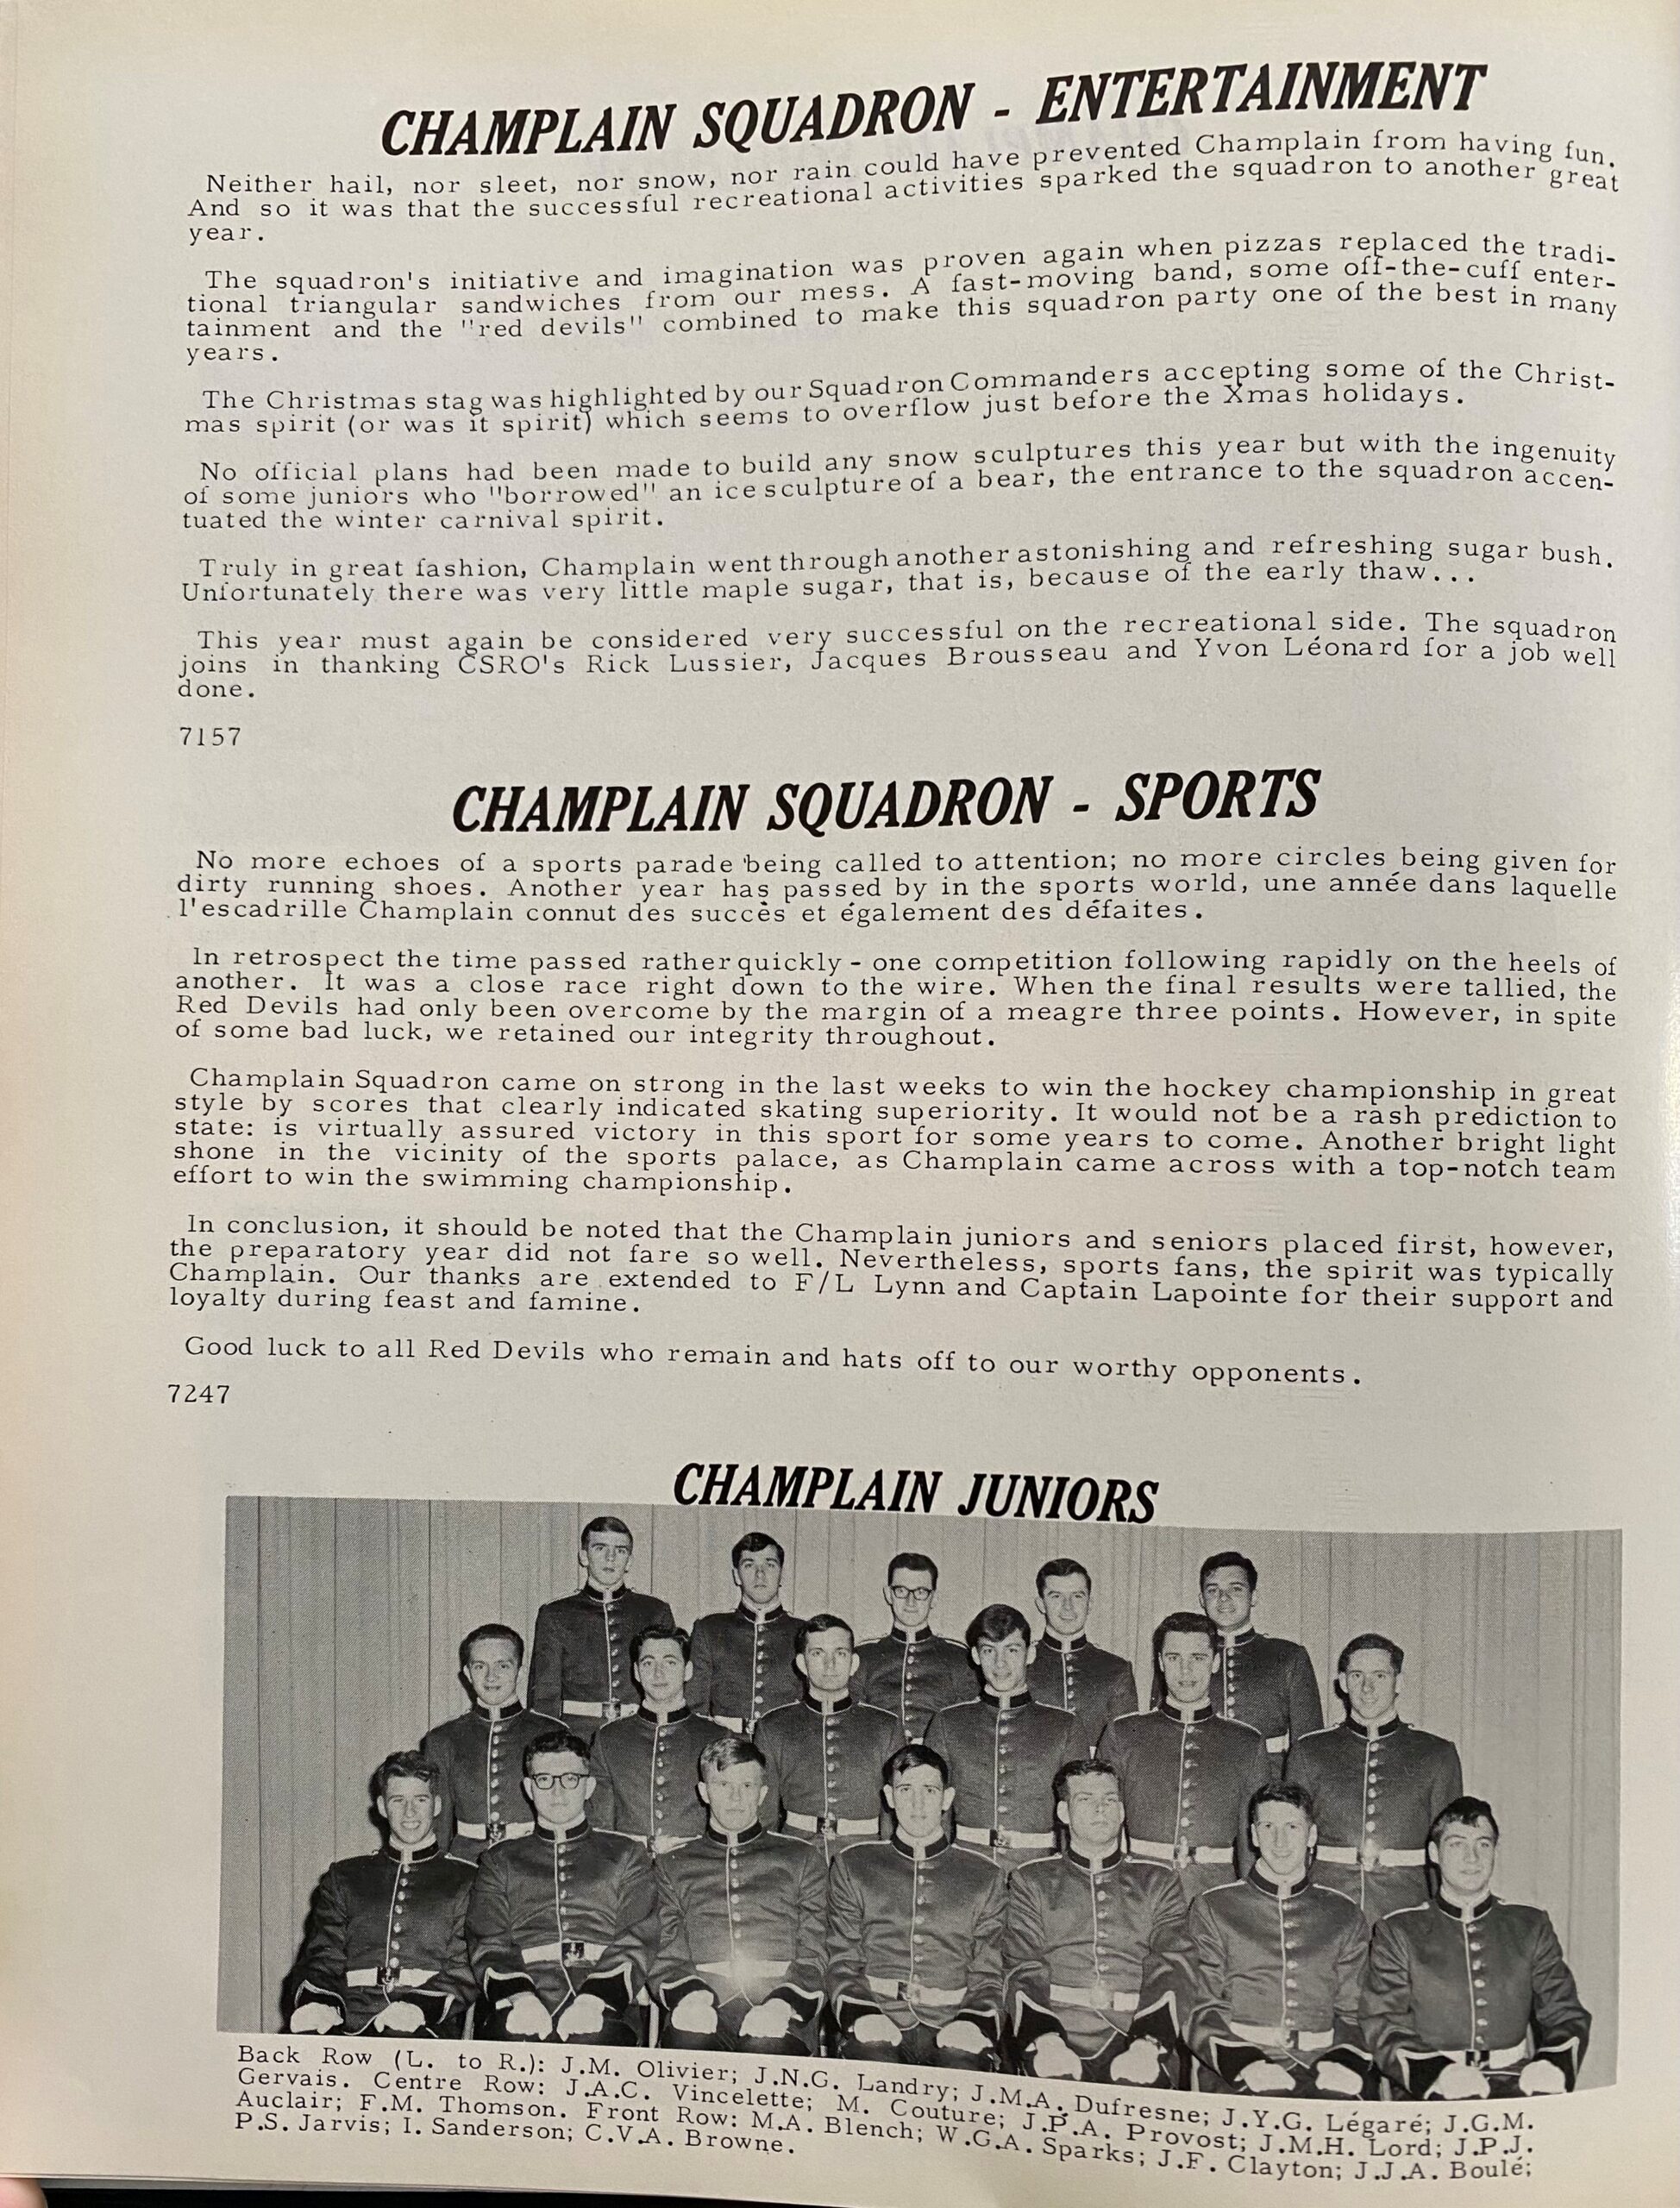 CHAMPLAIN SQUADRON - ENTERTAINMENT
Neither hail, nor sleet, nor snow, nor rain could have prevented Champlain from having fun.
And so it was that the successful recreational activities sparked the squadron to another great
year.
The squadron's initiative and imagination was proven again when pizzas replaced the tradi-
tional triangular sandwiches from our mess. A fast-moving band, some off-the-cuff enter-
tainment and the "red devils" combined to make this squadron party one of the best in many
years.
The Christmas stag was highlighted by our Squadron Commanders accepting some of the Christ-
mas spirit (or was it spirit) which seems to overflow just before the Xmas holidays.
No official plans had been made to build any snow sculptures this year but with the ingenuity
of some juniors who "borrowed" an ice sculpture of a bear, the entrance to the squadron accen-
tuated the winter carnival spirit.
Truly in great fashion, Champlain went through another astonishing and refreshing sugar bush.
Unfortunately there was very little maple sugar, that is, because of the early thaw...
This year must again be considered very successful on the recreational side. The squadron
joins in thanking CSRO's Rick Lussier, Jacques Brousseau and Yvon Léonard for a job well
done.
7157
CHAMPLAIN SQUADRON - SPORTS
No more echoes of a sports parade being called to attention; no more circles being given for
dirty running shoes. Another year has passed by in the sports world, une année dans laquelle
l'escadrille Champlain connut des succès et également des défaites.
In retrospect the time passed rather quickly - one competition following rapidly on the heels of
another. It was a close race right down to the wire. When the final results were tallied, the
Red Devils had only been overcome by the margin of a meagre three points. However, in spite
of some bad luck, we retained our integrity throughout.
Champlain Squadron came on strong in the last weeks to win the hockey championship in great
style by scores that clearly indicated skating superiority. It would not be a rash prediction to
state: is virtually assured victory in this sport for some years to come. Another bright light
shone in the vicinity of the sports palace, as Champlain came across with a top-notch team
effort to win the swimming championship.
In conclusion, it should be noted that the Champlain juniors and seniors placed first, however,
the preparatory year did not fare so well. Nevertheless, sports fans, the spirit was typically
Champlain. Our thanks are extended to F/L Lynn and Captain Lapointe for their support and
loyalty during feast and famine.
Good luck to all Red Devils who remain and hats off to our worthy opponents.
7247
CHAMPLAIN JUNIORS
Back Row (L. to R.): J.M. Olivier; J.N.G. Landry; J.M.A. Dufresne; J.Y.G. Légaré; J.G.M.
Gervais. Centre Row: J.A.C. Vincelette; M. Couture; J.P.A. Provost; J.M.H. Lord; J.P.J.
Auclair; F.M. Thomson. Front Row: M.A. Blench; W.G.A. Sparks; J.F. Clayton; J.J.A. Boulé;
P.S. Jarvis; I. Sanderson; C.V.A. Browne.